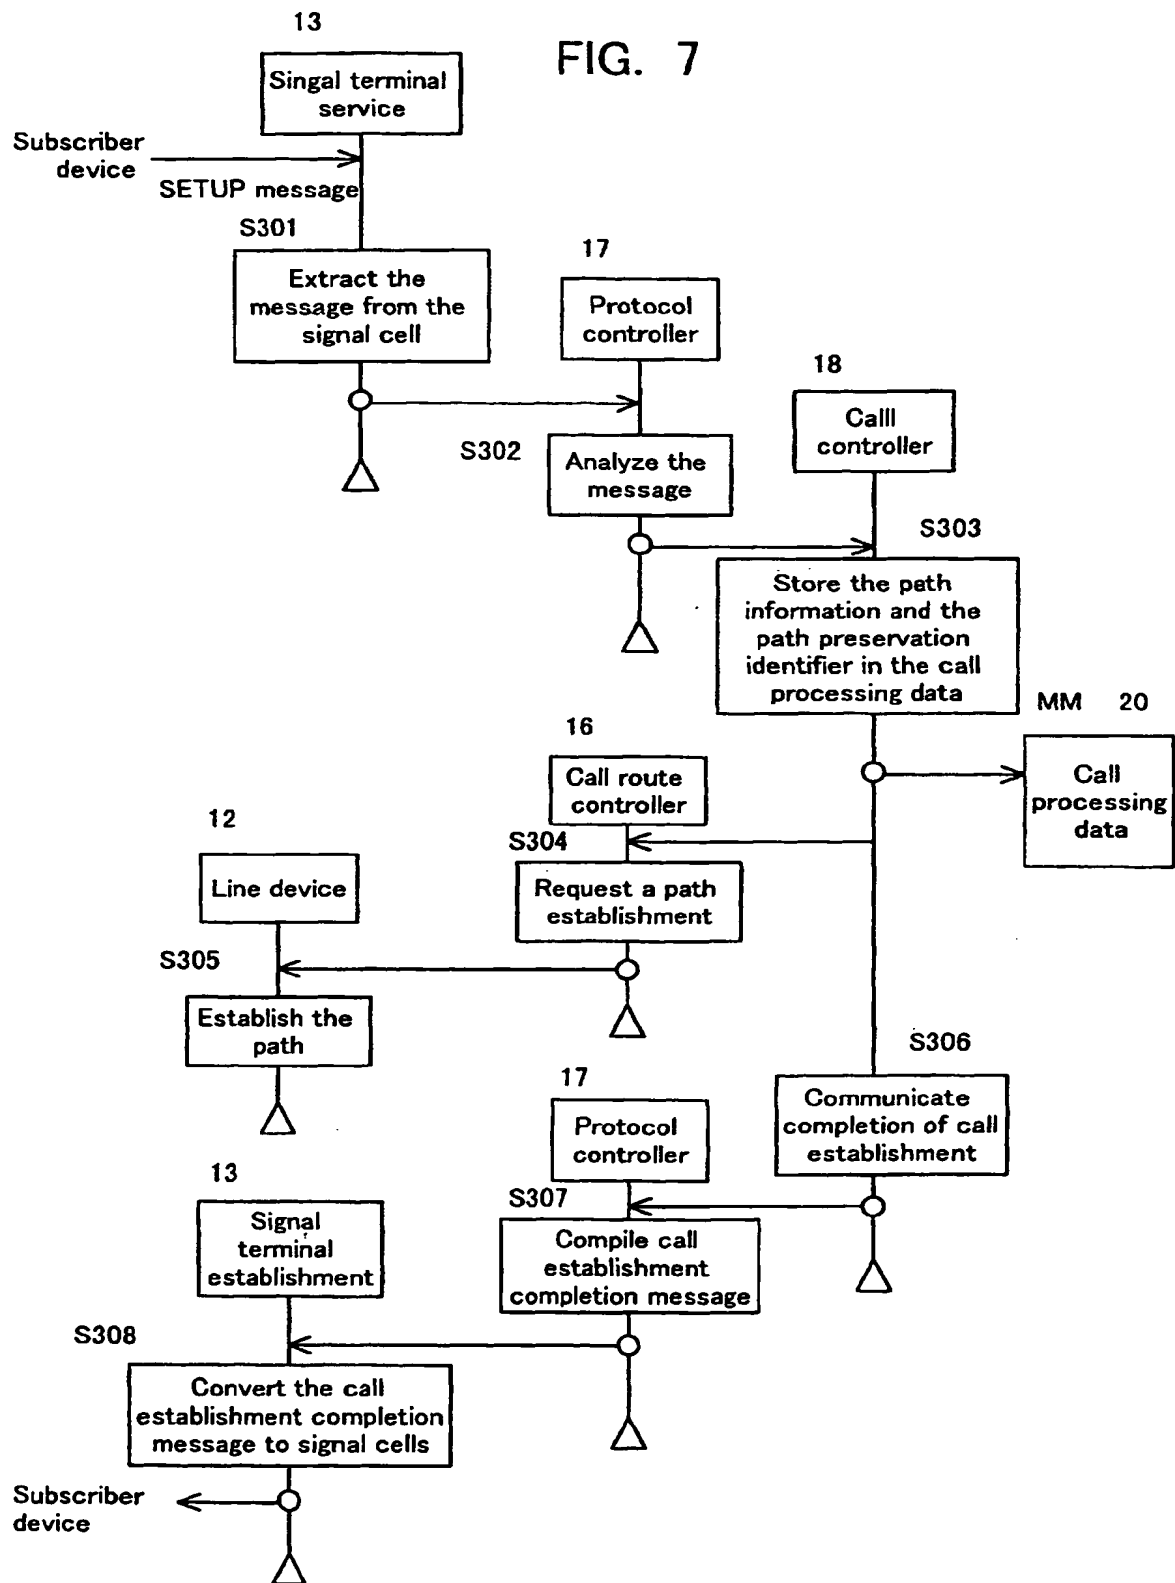 FIG. 7
13
Singal terminal
service
Subscriber
device
SETUP message
S301
Extract the
message from the
signal cell
17
Protocol
controller
18
Calll
controller
S302
Analyze the
message
S303
Store the path
information and the
path preservation
identifier in the call
processing data
MM 20
Call
processing
data
16
Call route
controller
S304
Request a path
establishment
12
Line device
S305
Establish the
path
S306
Communicate
completion of call
establishment
17
Protocol
controller
S307
Compile call
establishment
completion message
13
Signal
terminal
establishment
S308
Convert the call
establishment completion
message to signal cells
Subscriber
device